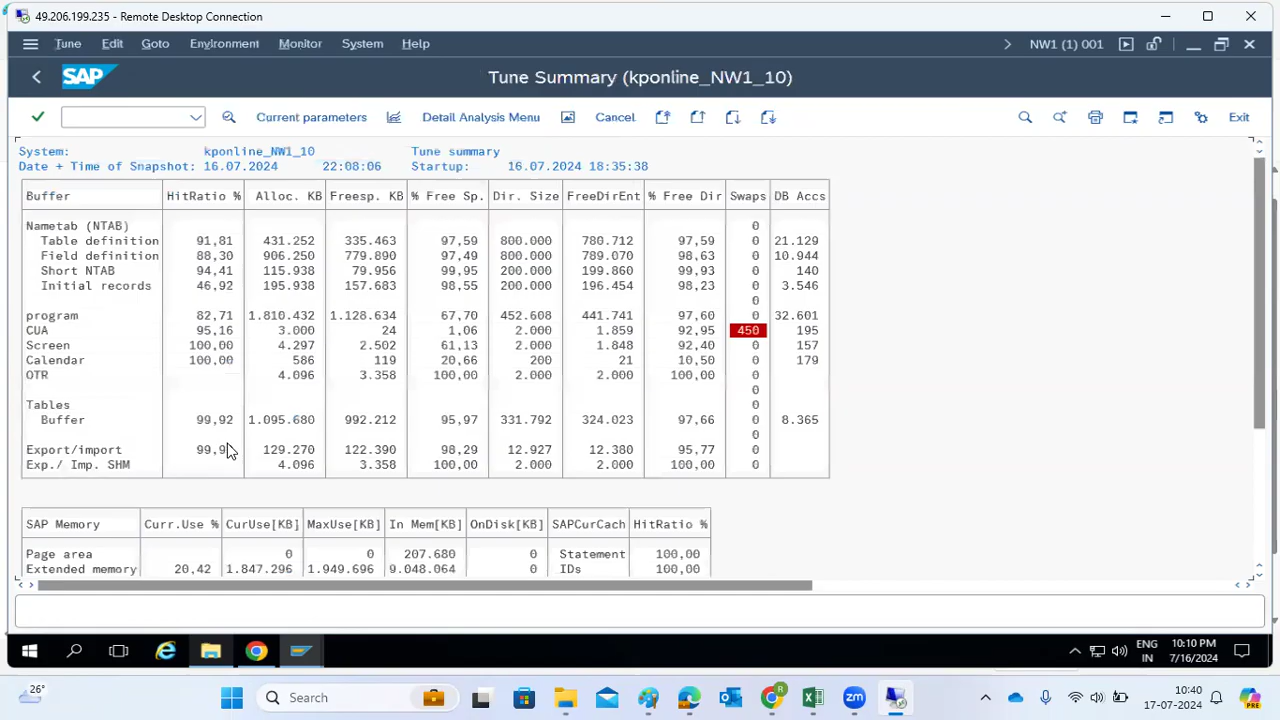 49.206.199.235 - Remote Desktop Connection
Tune Edit Goto Environment Monitor System Help NW1 (1) 001
SAP Tune Summary (kponline_NW1_10)
Current parameters Detail Analysis Menu Cancel Exit
System: kponline_NW1_10 Tune summary
Date + Time of Snapshot: 16.07.2024 22:08:06 Startup: 16.07.2024 18:35:38
Buffer HitRatio % Alloc. KB Freesp. KB % Free Sp. Dir. Size FreeDirEnt % Free Dir Swaps DB Accs
Nametab (NTAB) 0
Table definition 91,81 431.252 335.463 97,59 800.000 780.712 97,59 0 21.129
Field definition 88,30 906.250 779.890 97,49 800.000 789.070 98,63 0 10.944
Short NTAB 94,41 115.938 79.956 99,95 200.000 199.860 99,93 0 140
Initial records 46,92 195.938 157.683 98,55 200.000 196.454 98,23 0 3.546
0
program 82,71 1.810.432 1.128.634 67,70 452.608 441.741 97,60 0 32.601
CUA 95,16 3.000 24 1,06 2.000 1.859 92,95 450 195
Screen 100,00 4.297 2.502 61,13 2.000 1.848 92,40 0 157
Calendar 100,00 586 119 20,66 200 21 10,50 0 179
OTR 4.096 3.358 100,00 2.000 2.000 100,00 0
0
Tables 0
Buffer 99,92 1.095.680 992.212 95,97 331.792 324.023 97,66 0 8.365
0
Export/import 129.270 122.390 98,29 12.927 12.380 95,77 0
Exp./ Imp. SHM 4.096 3.358 100,00 2.000 2.000 100,00 0
SAP Memory Curr.Use % CurUse[KB] MaxUse[KB] In Mem[KB] OnDisk[KB] SAPCurCach HitRatio %
Page area 0 0 207.680 0 Statement 100,00
Extended memory 20,42 1.847.296 1.949.696 9.048.064 0 IDs 100,00
ENG 10:10 PM
IN 7/16/2024
26° Search 10:40
17-07-2024